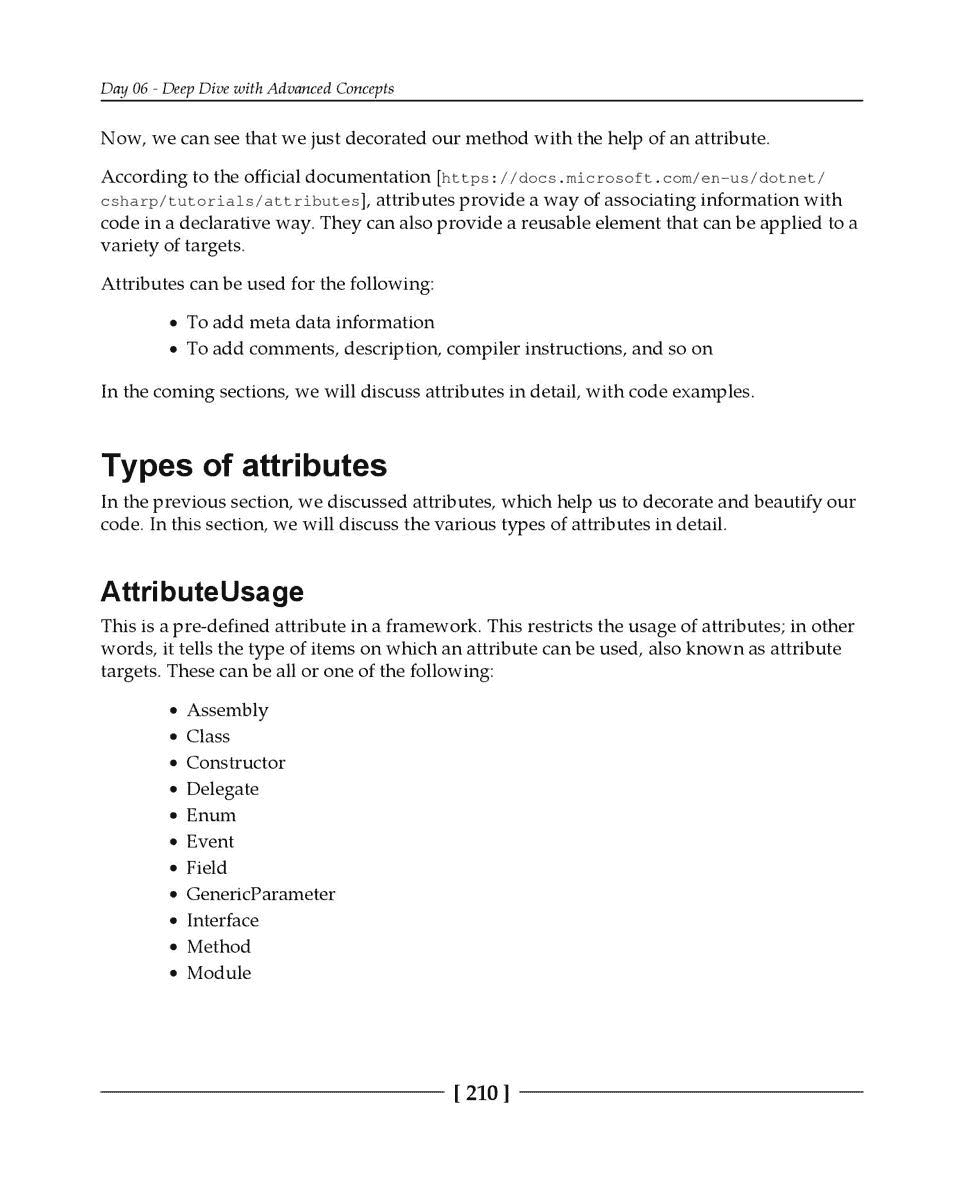 Day 06 - Deep Dive with Advanced Concepts
Now, we can see that we just decorated our method with the help of an attribute.
According to the official documentation [https://docs.microsoft.com/en-us/dotnet/
csharp/tutorials/attributes], attributes provide a way of associating information with
code in a declarative way. They can also provide a reusable element that can be applied to a
variety of targets.
Attributes can be used for the following:
• To add meta data information
• To add comments, description, compiler instructions, and so on
In the coming sections, we will discuss attributes in detail, with code examples.
Types of attributes
In the previous section, we discussed attributes, which help us to decorate and beautify our
code. In this section, we will discuss the various types of attributes in detail.
AttributeUsage
This is a pre-defined attribute in a framework. This restricts the usage of attributes; in other
words, it tells the type of items on which an attribute can be used, also known as attribute
targets. These can be all or one of the following:
• Assembly
• Class
• Constructor
• Delegate
• Enum
• Event
• Field
• GenericParameter
• Interface
• Method
• Module
[ 210 ]